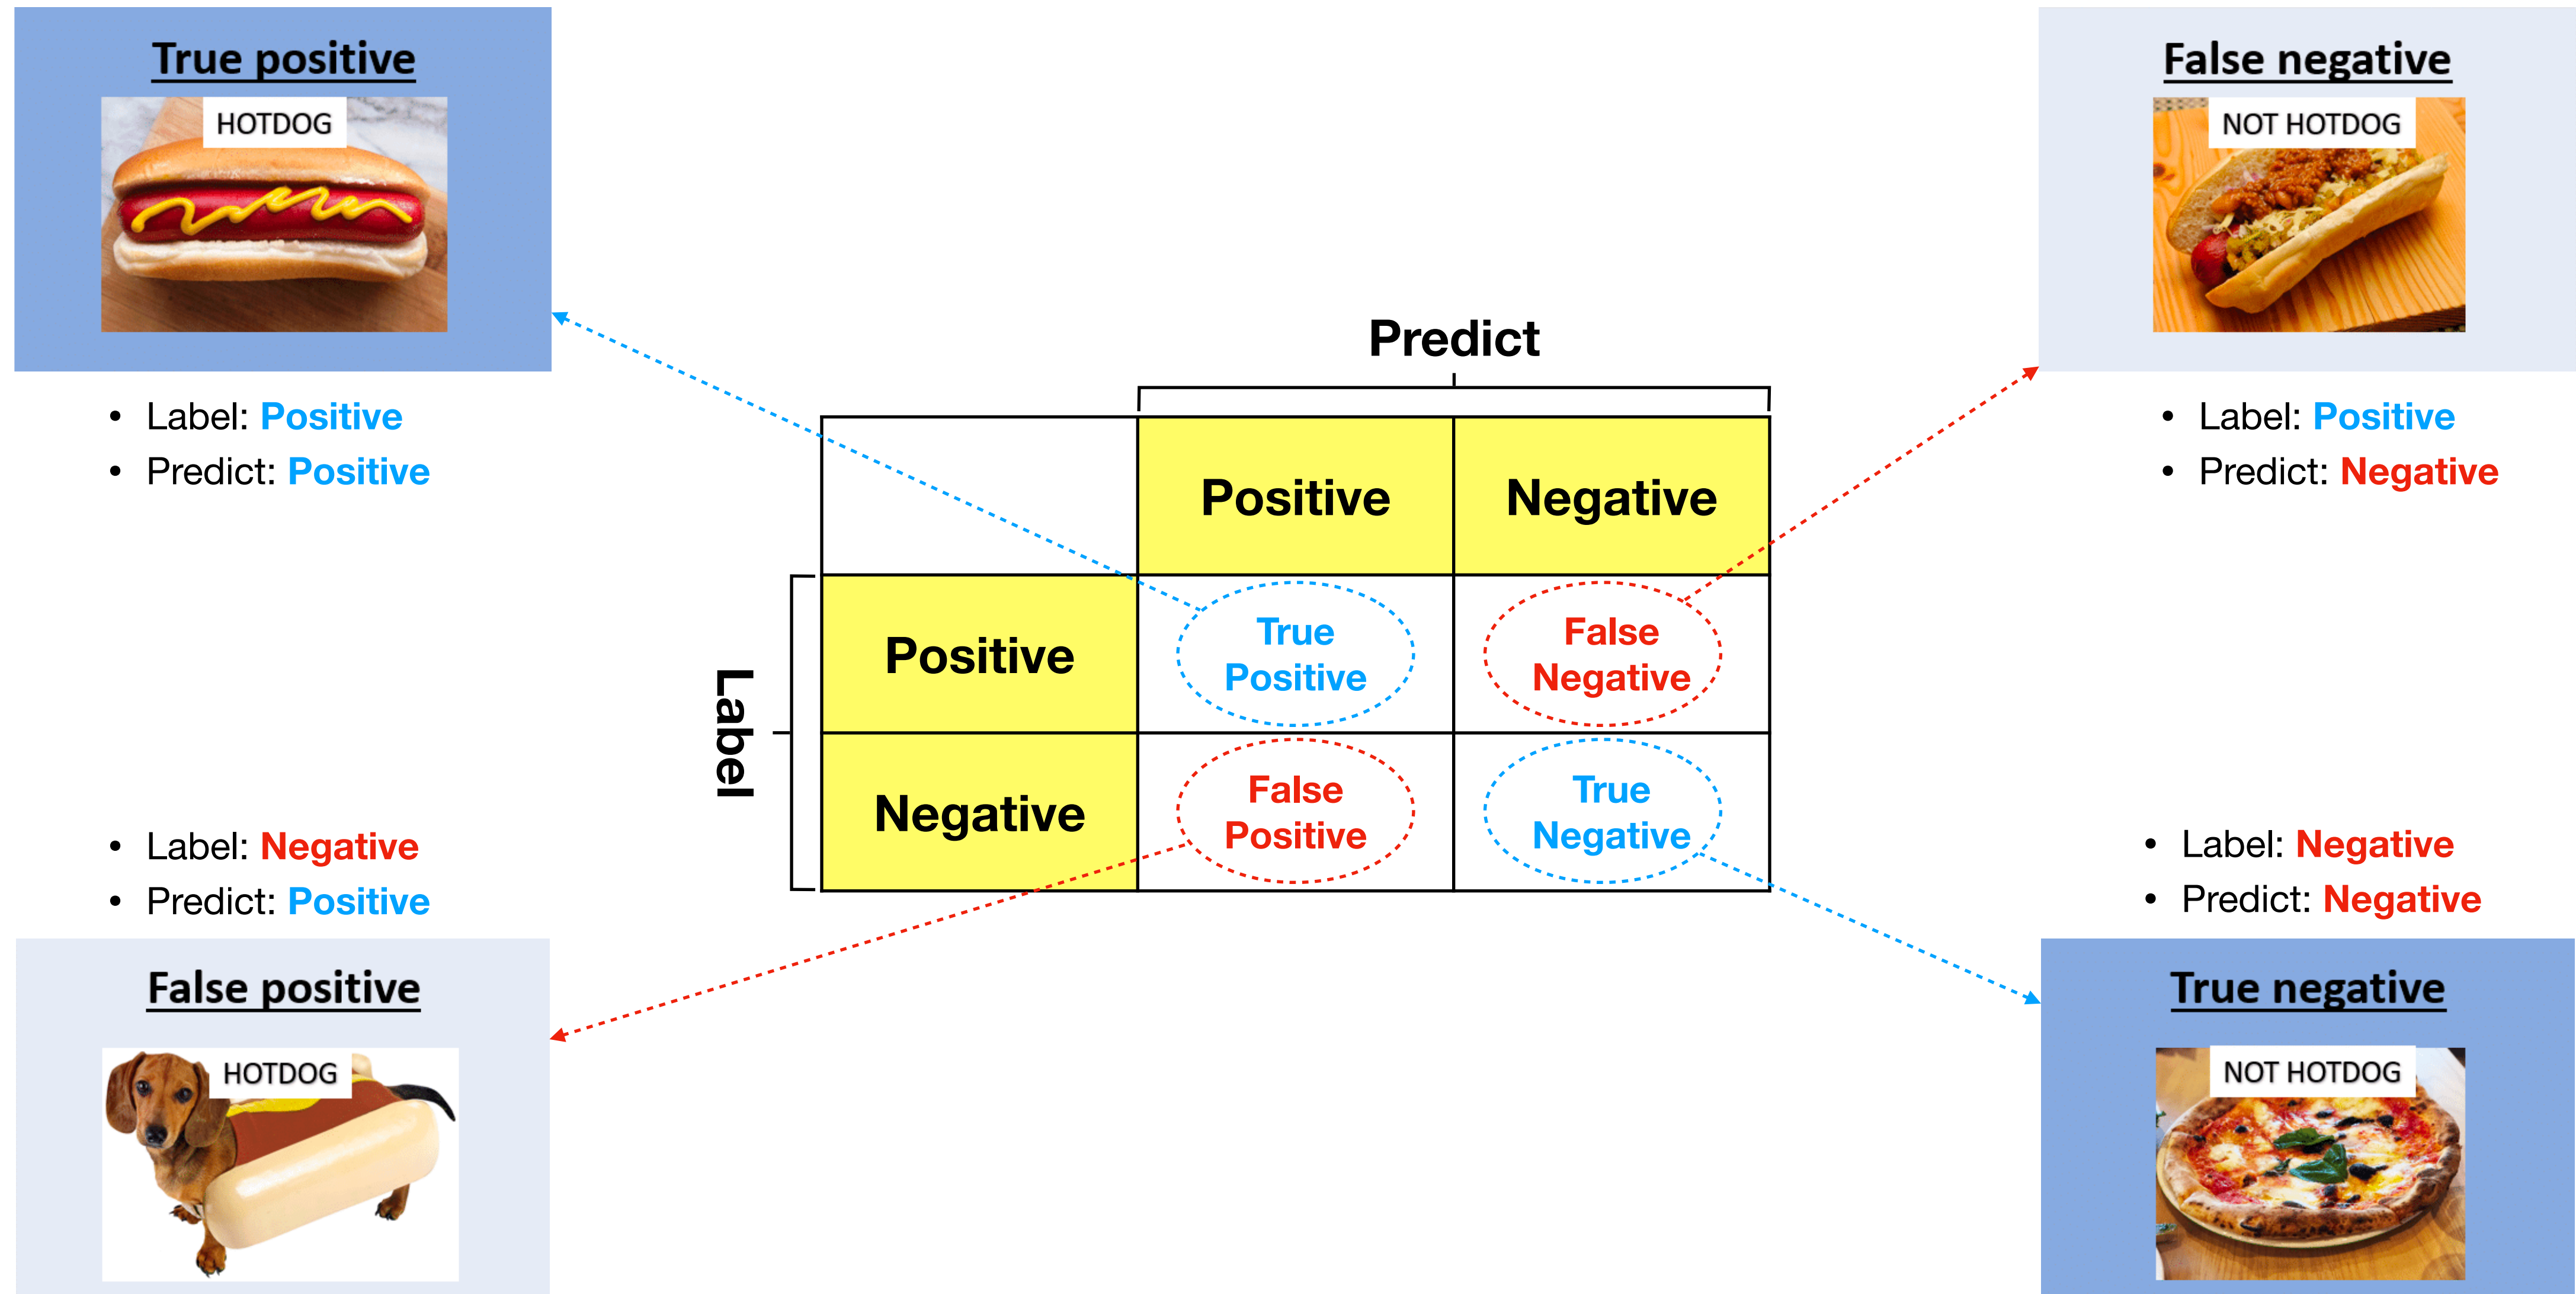 True positive
HOTDOG
• Label: Positive
• Predict: Positive
False negative
NOT HOTDOG
• Label: Positive
• Predict: Negative
Predict
Positive
Negative
Label
Positive
True
Positive
False
Negative
Negative
False
Positive
True
Negative
• Label: Negative
• Predict: Positive
False positive
HOTDOG
• Label: Negative
• Predict: Negative
True negative
NOT HOTDOG